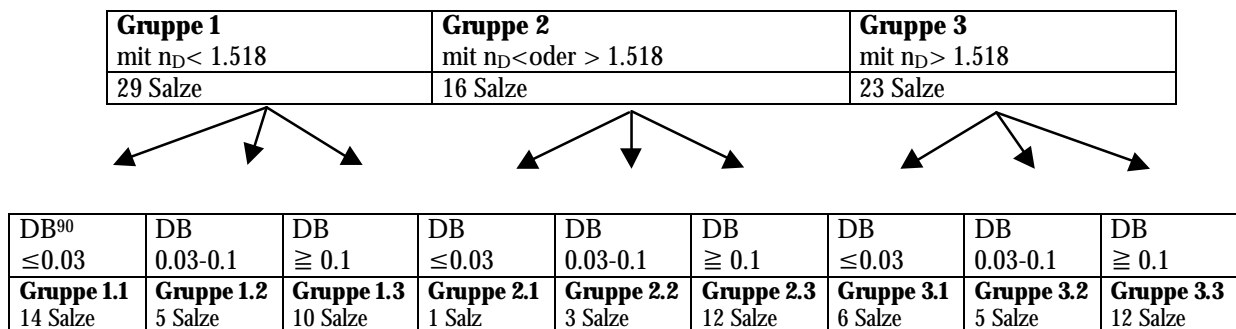 Gruppe 1 Gruppe 2 Gruppe 3
mit nD< 1.518 mit nD<oder > 1.518 mit nD> 1.518
29 Salze 16 Salze 23 Salze
DB90 DB DB DB DB DB DB DB DB
≤0.03 0.03-0.1 ≧ 0.1 ≤0.03 0.03-0.1 ≧ 0.1 ≤0.03 0.03-0.1 ≧ 0.1
Gruppe 1.1 Gruppe 1.2 Gruppe 1.3 Gruppe 2.1 Gruppe 2.2 Gruppe 2.3 Gruppe 3.1 Gruppe 3.2 Gruppe 3.3
14 Salze 5 Salze 10 Salze 1 Salz 3 Salze 12 Salze 6 Salze 5 Salze 12 Salze